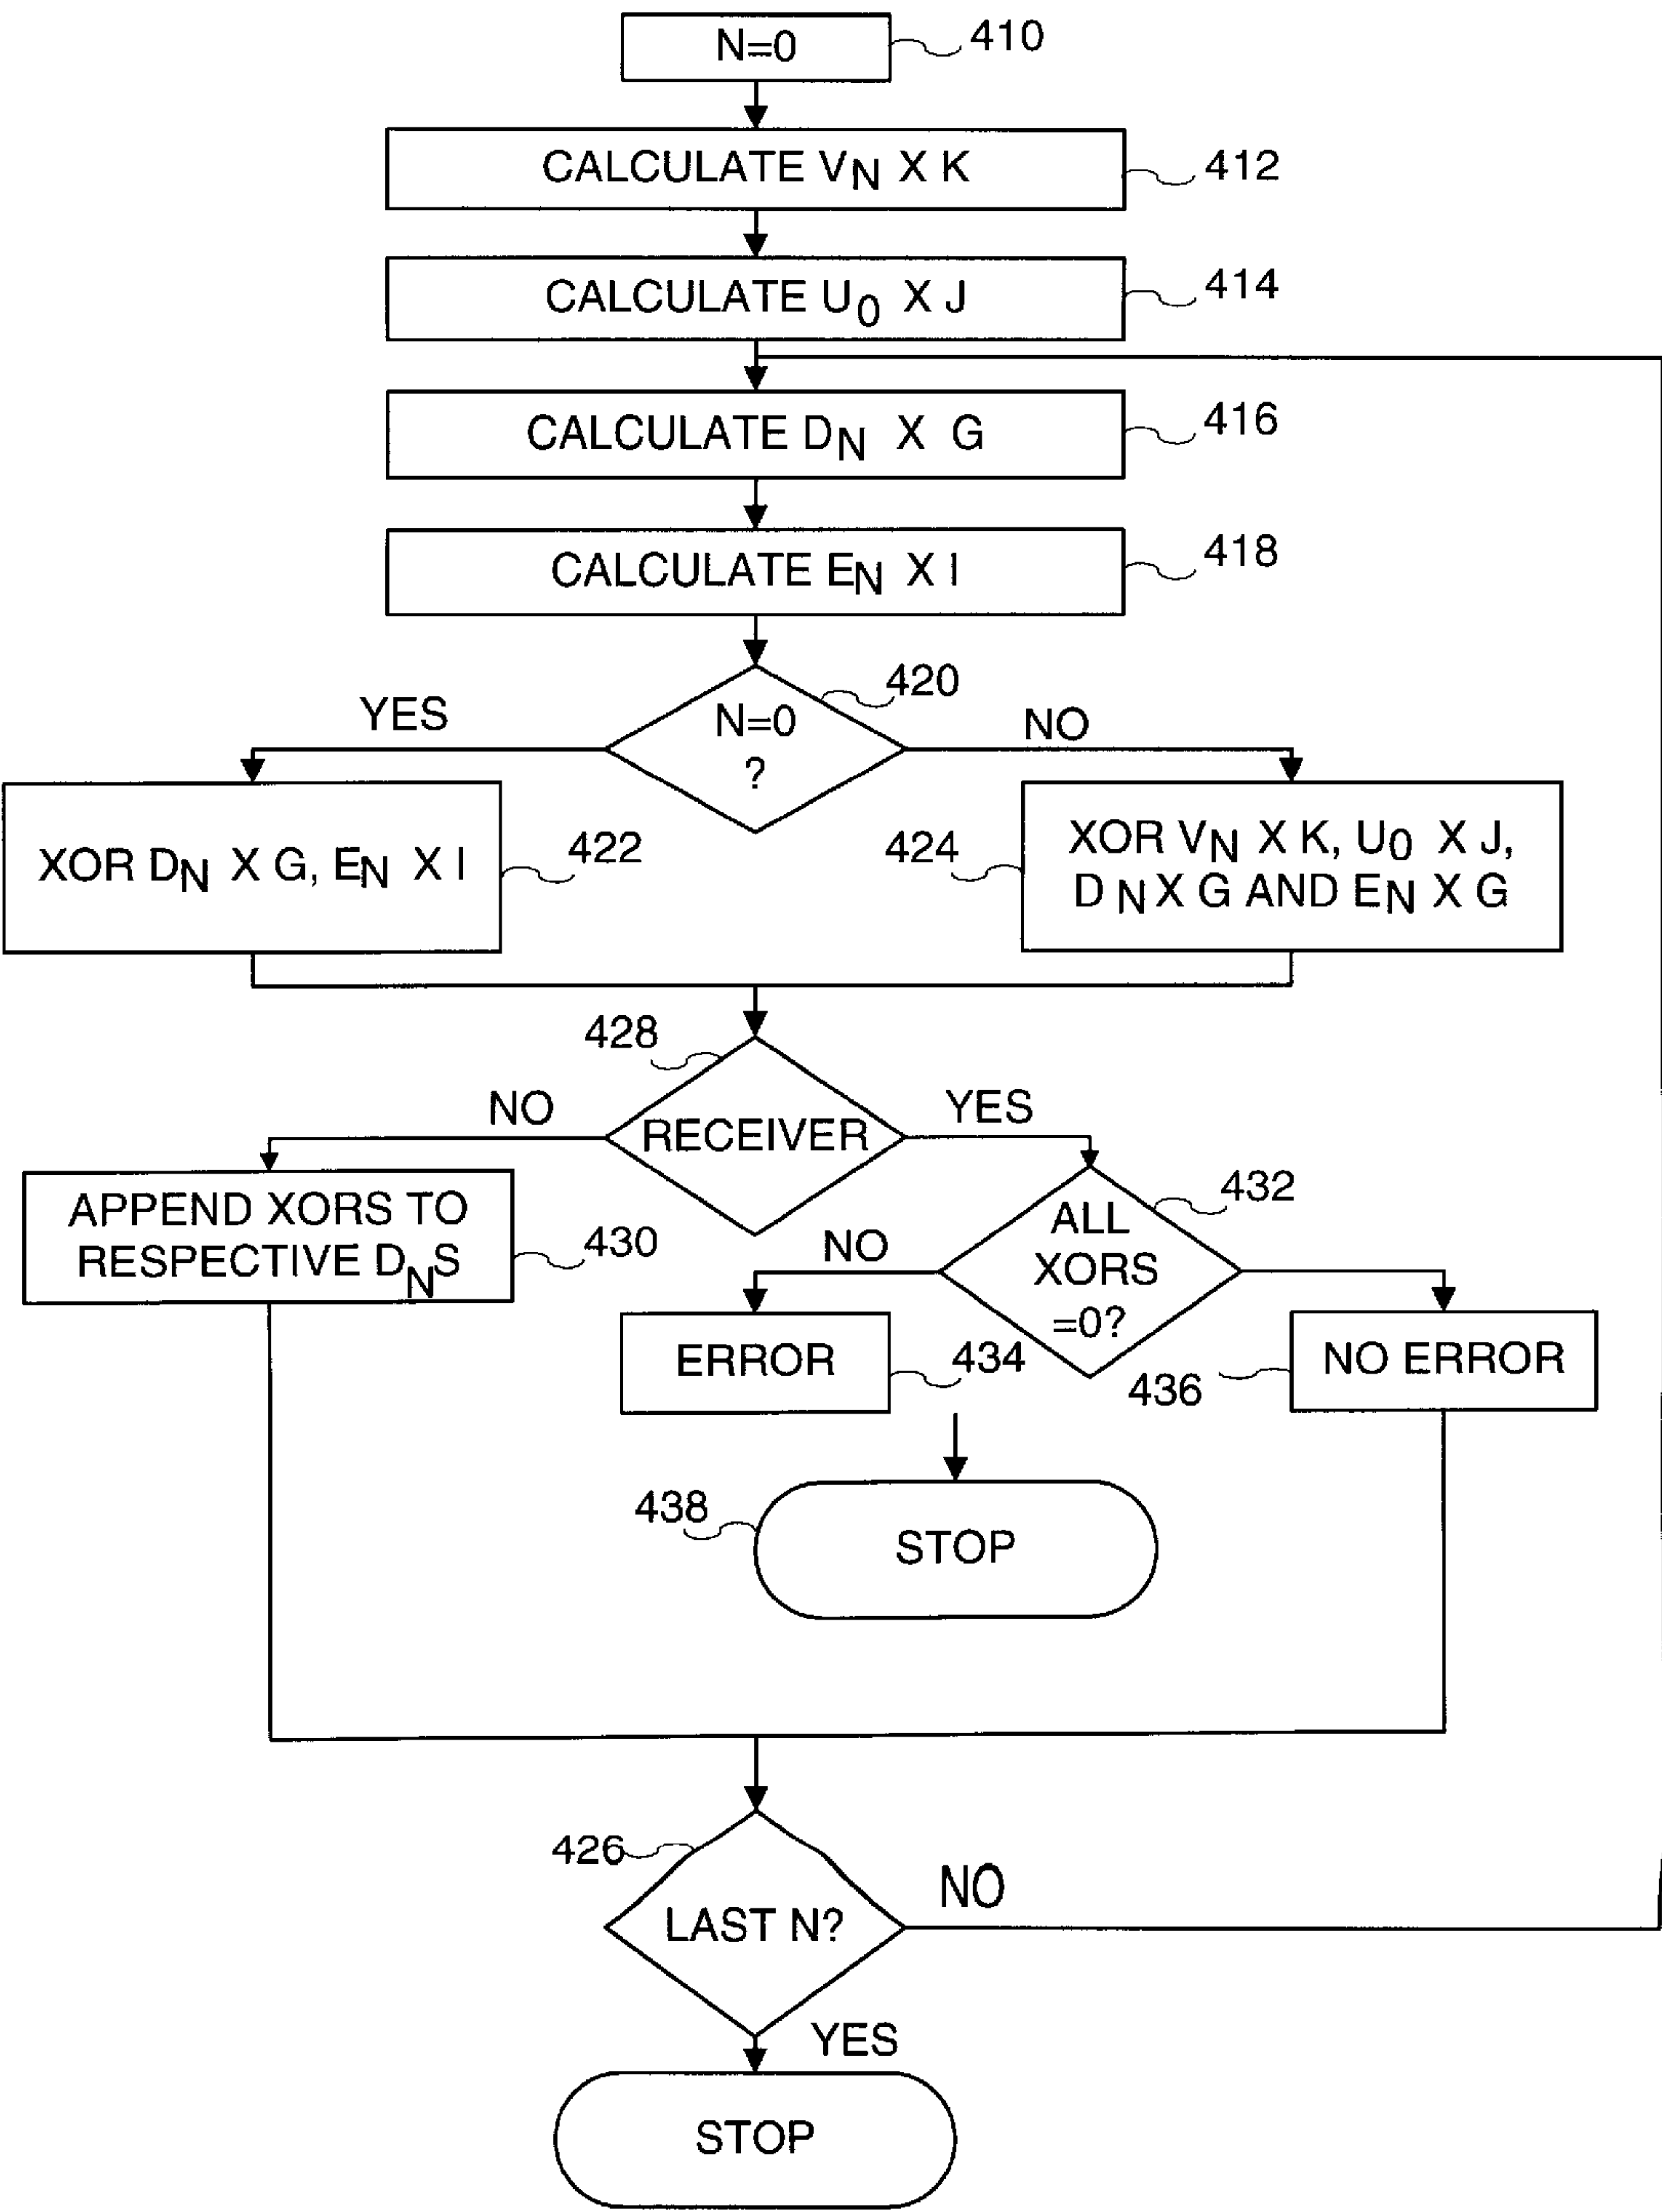 N=0
410
CALCULATE VN X K
412
CALCULATE U0 X J
414
CALCULATE DN X G
416
CALCULATE EN X I
418
420
YES
N=0
?
NO
XOR DN X G, EN X I
422
424
XOR VN X K, U0 X J,
DN X G AND EN X G
428
NO
RECEIVER
YES
APPEND XORS TO
RESPECTIVE DNS
430
432
ALL
XORS
=0?
NO
ERROR
434
436
NO ERROR
438
STOP
426
LAST N?
NO
YES
STOP